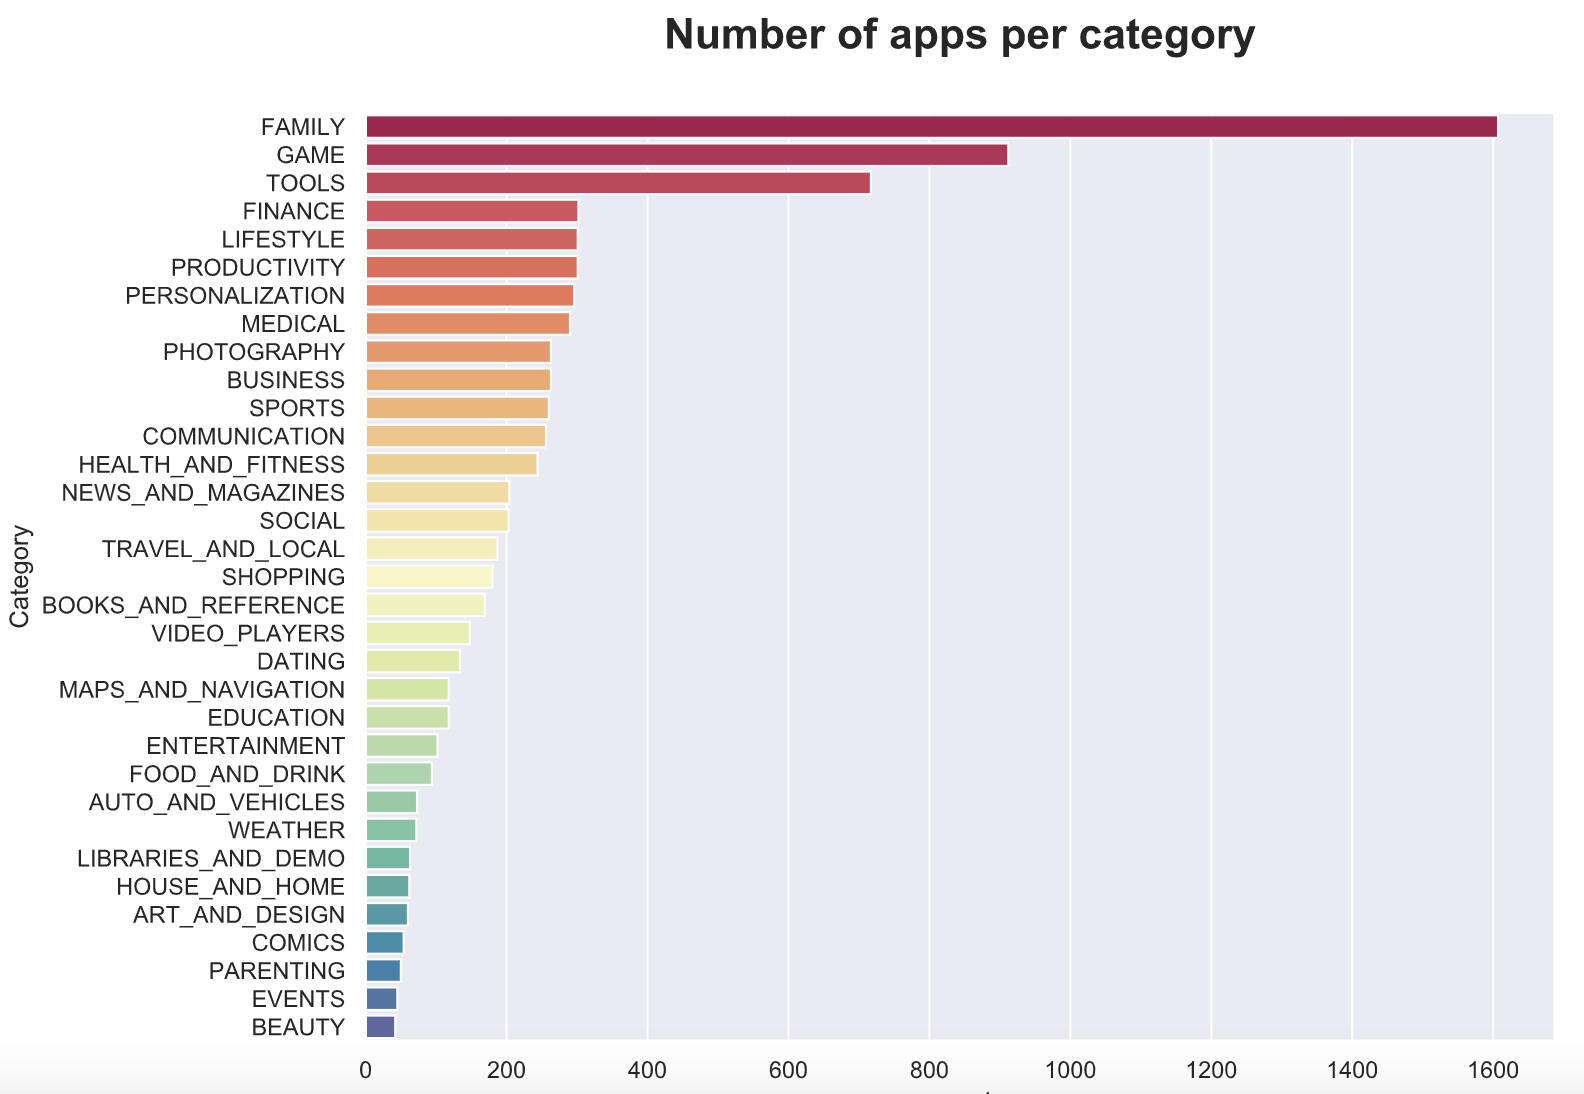 Number of apps per category
Category
FAMILY
GAME
TOOLS
FINANCE
LIFESTYLE
PRODUCTIVITY
PERSONALIZATION
MEDICAL
PHOTOGRAPHY
BUSINESS
SPORTS
COMMUNICATION
HEALTH_AND_FITNESS
NEWS_AND_MAGAZINES
SOCIAL
TRAVEL_AND_LOCAL
SHOPPING
BOOKS_AND_REFERENCE
VIDEO_PLAYERS
DATING
MAPS_AND_NAVIGATION
EDUCATION
ENTERTAINMENT
FOOD_AND_DRINK
AUTO_AND_VEHICLES
WEATHER
LIBRARIES_AND_DEMO
HOUSE_AND_HOME
ART_AND_DESIGN
COMICS
PARENTING
EVENTS
BEAUTY
0 200 400 600 800 1000 1200 1400 1600